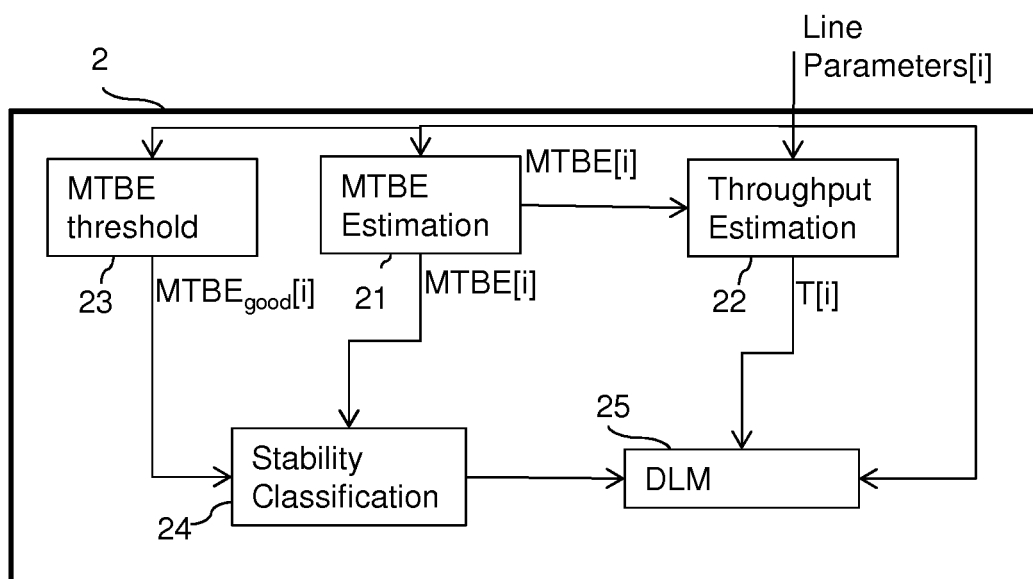 Line
Parameters[i]
2
MTBE
threshold
MTBE
Estimation
MTBE[i]
Throughput
Estimation
23
MTBEgood[i]
21
MTBE[i]
22
T[i]
25
Stability
Classification
DLM
24